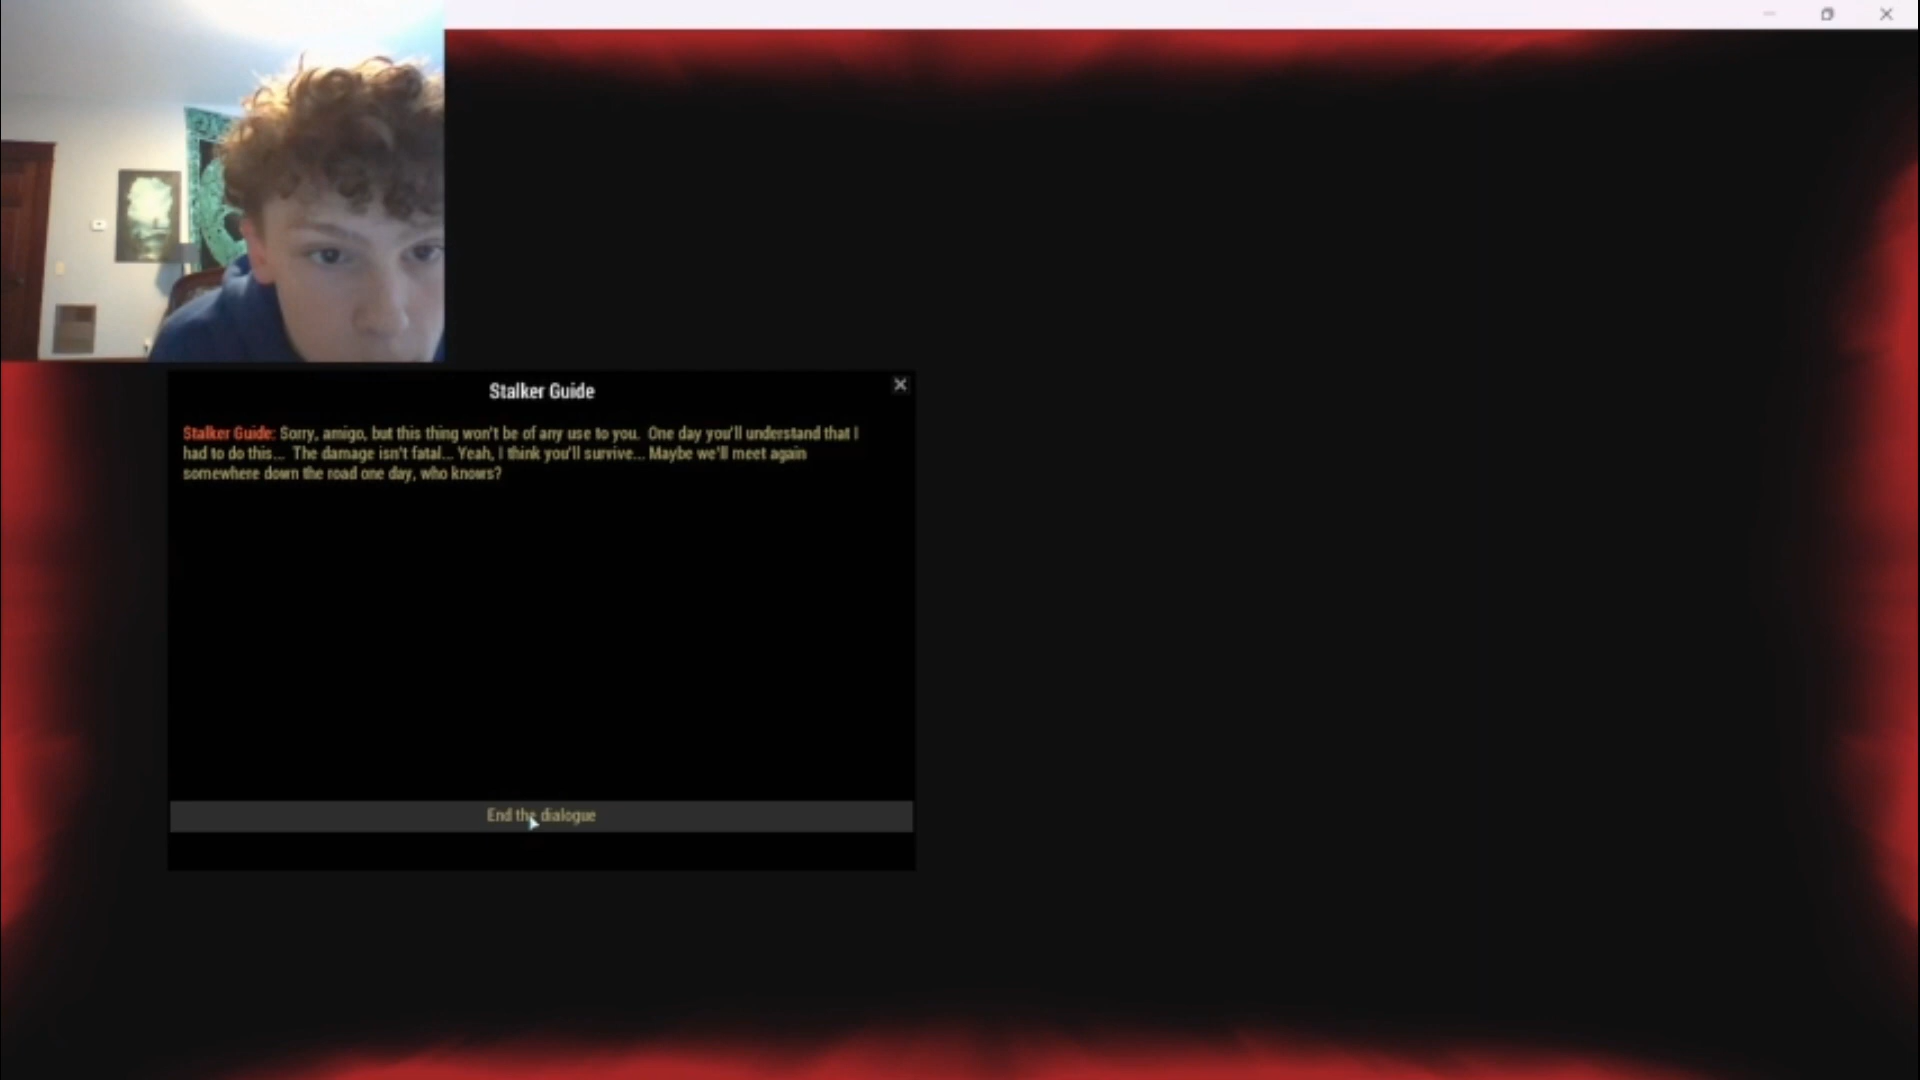 Stalker Guide
Stalker Guide: Sorry, amigo, but this thing won't be of any use to you. One day you'll understand that I
had to do this... The damage isn't fatal... Yeah, I think you'll survive... Maybe we'll meet again
somewhere down the road one day, who knows?
End the dialogue